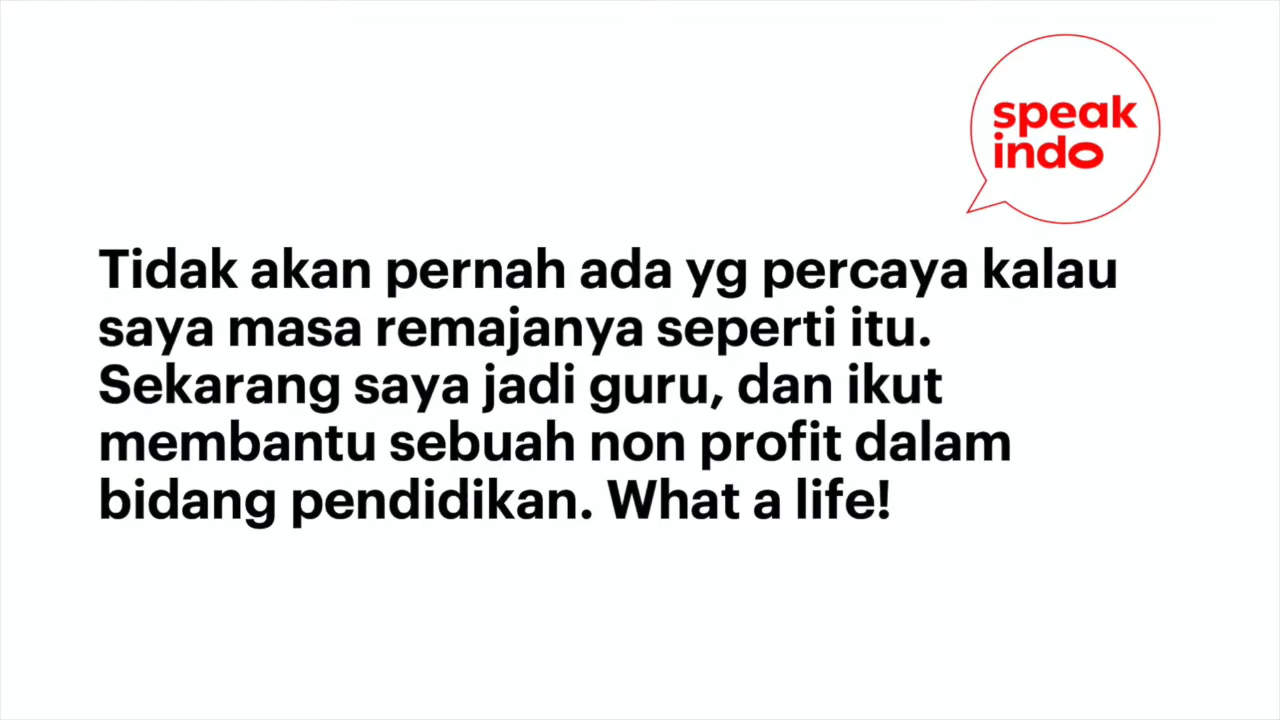 speak
indo
Tidak akan pernah ada yg percaya kalau
saya masa remajanya seperti itu.
Sekarang saya jadi guru, dan ikut
membantu sebuah non profit dalam
bidang pendidikan. What a life!